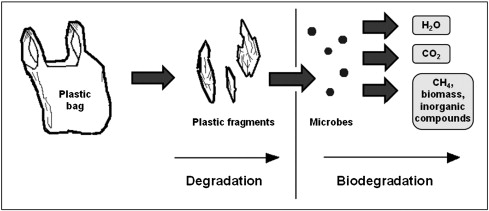 Plastic
bag
Plastic fragments
Microbes
H₂O
CO₂
CH₄,
biomass,
inorganic
compounds
Degradation
Biodegradation